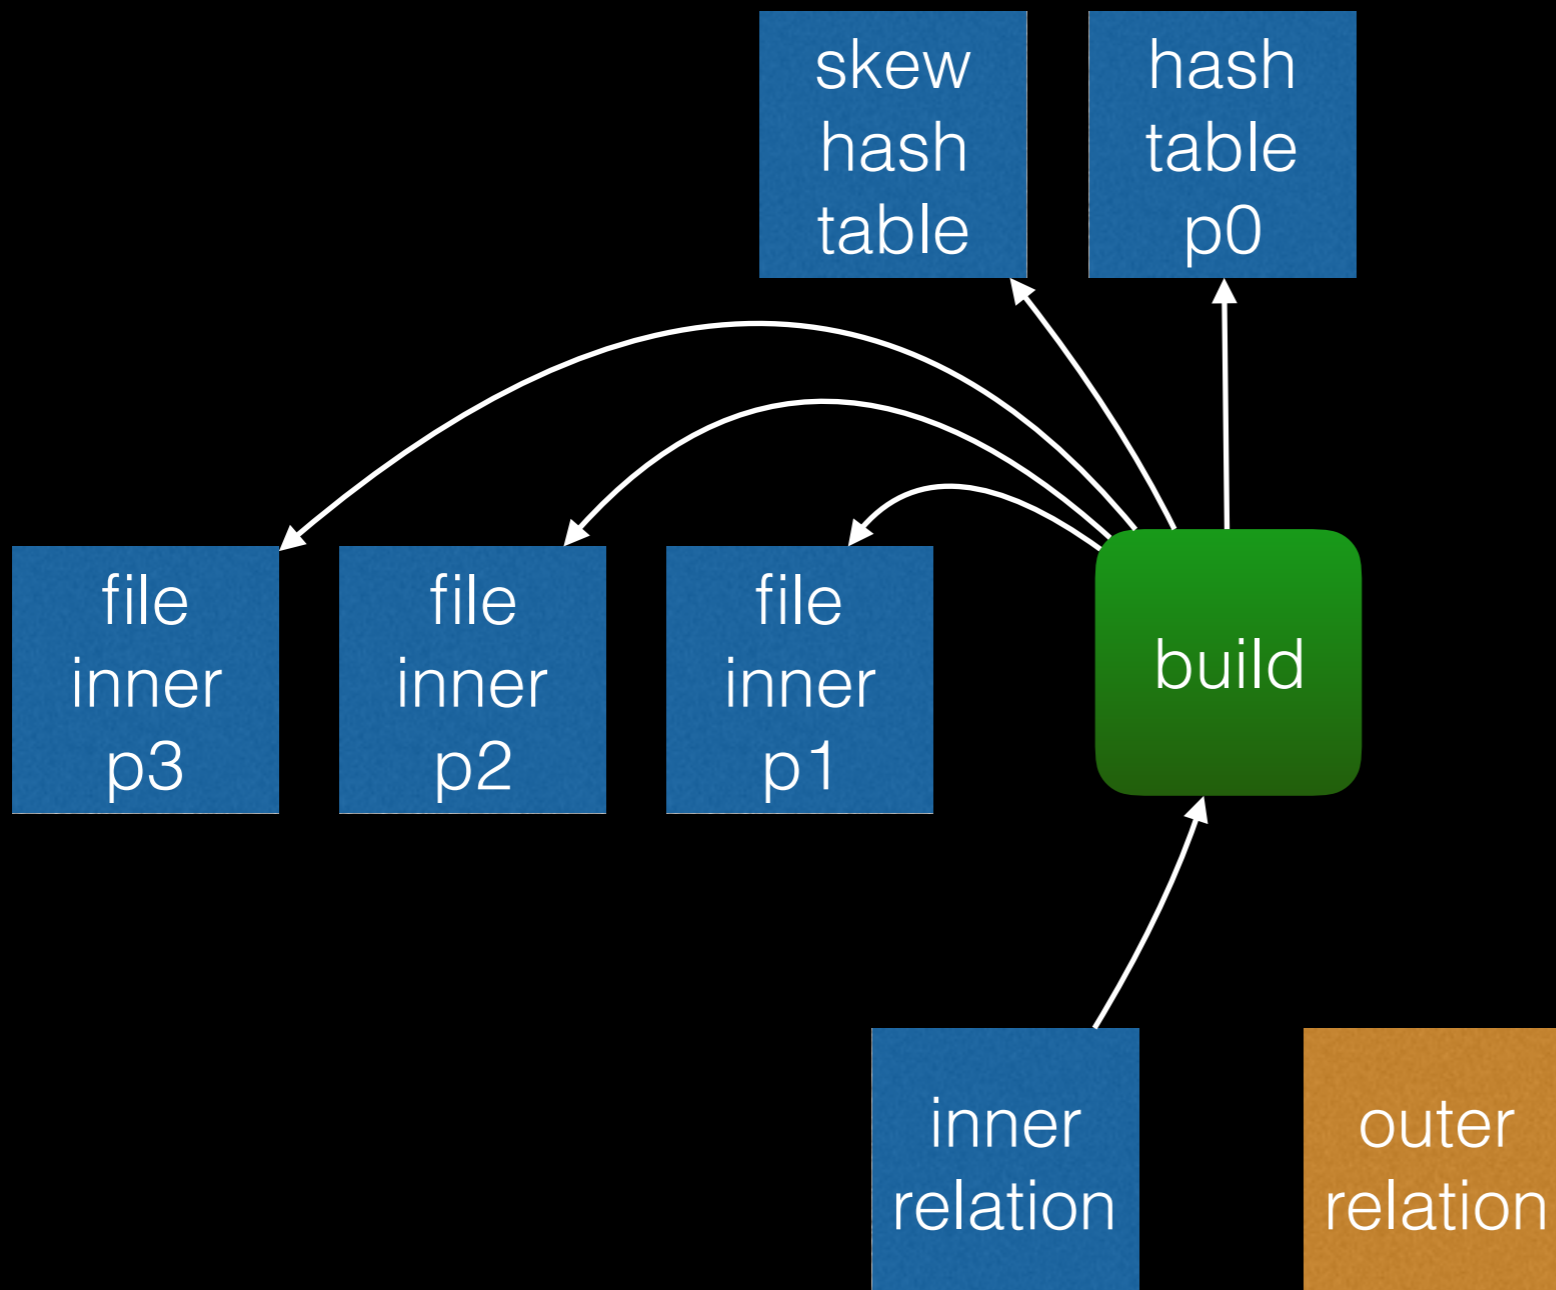 skew
hash
table
hash
table
p0
file
inner
p3
file
inner
p2
file
inner
p1
build
inner
relation
outer
relation